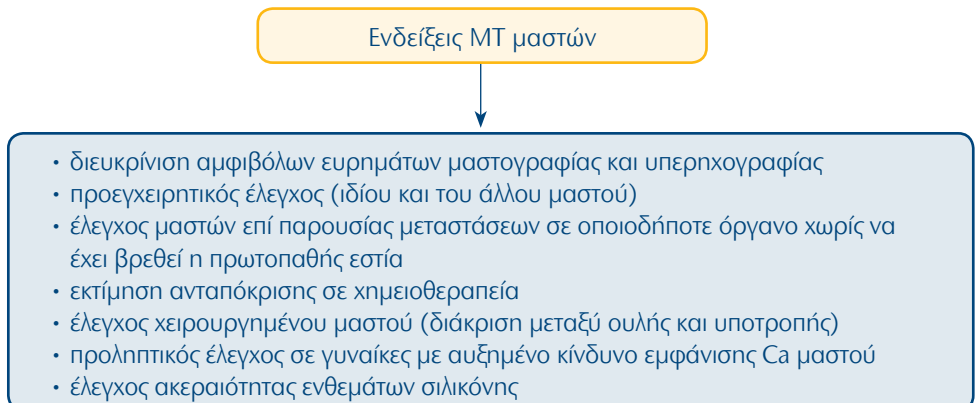 Ενδείξεις ΜΤ μαστών
• διευκρίνιση αμφιβόλων ευρημάτων μαστογραφίας και υπερηχογραφίας
• προεγχειρητικός έλεγχος (ιδίου και του άλλου μαστού)
• έλεγχος μαστών επί παρουσίας μεταστάσεων σε οποιοδήποτε όργανο χωρίς να
έχει βρεθεί η πρωτοπαθής εστία
• εκτίμηση ανταπόκρισης σε χημειοθεραπεία
• έλεγχος χειρουργημένου μαστού (διάκριση μεταξύ ουλής και υποτροπής)
• προληπτικός έλεγχος σε γυναίκες με αυξημένο κίνδυνο εμφάνισης Ca μαστού
• έλεγχος ακεραιότητας ενθεμάτων σιλικόνης